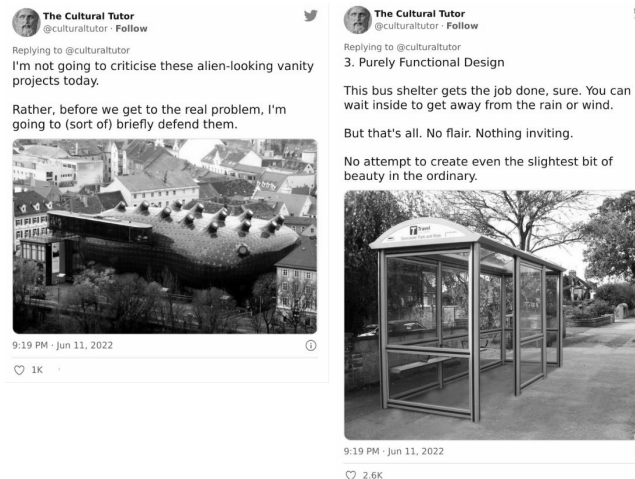 The Cultural Tutor
@culturaltutor · Follow
Replying to @culturaltutor
I'm not going to criticise these alien-looking vanity
projects today.
Rather, before we get to the real problem, I'm
going to (sort of) briefly defend them.
9:19 PM · Jun 11, 2022
1K
The Cultural Tutor
@culturaltutor · Follow
Replying to @culturaltutor
3. Purely Functional Design
This bus shelter gets the job done, sure. You can
wait inside to get away from the rain or wind.
But that's all. No flair. Nothing inviting.
No attempt to create even the slightest bit of
beauty in the ordinary.
Travel
9:19 PM · Jun 11, 2022
2.6K